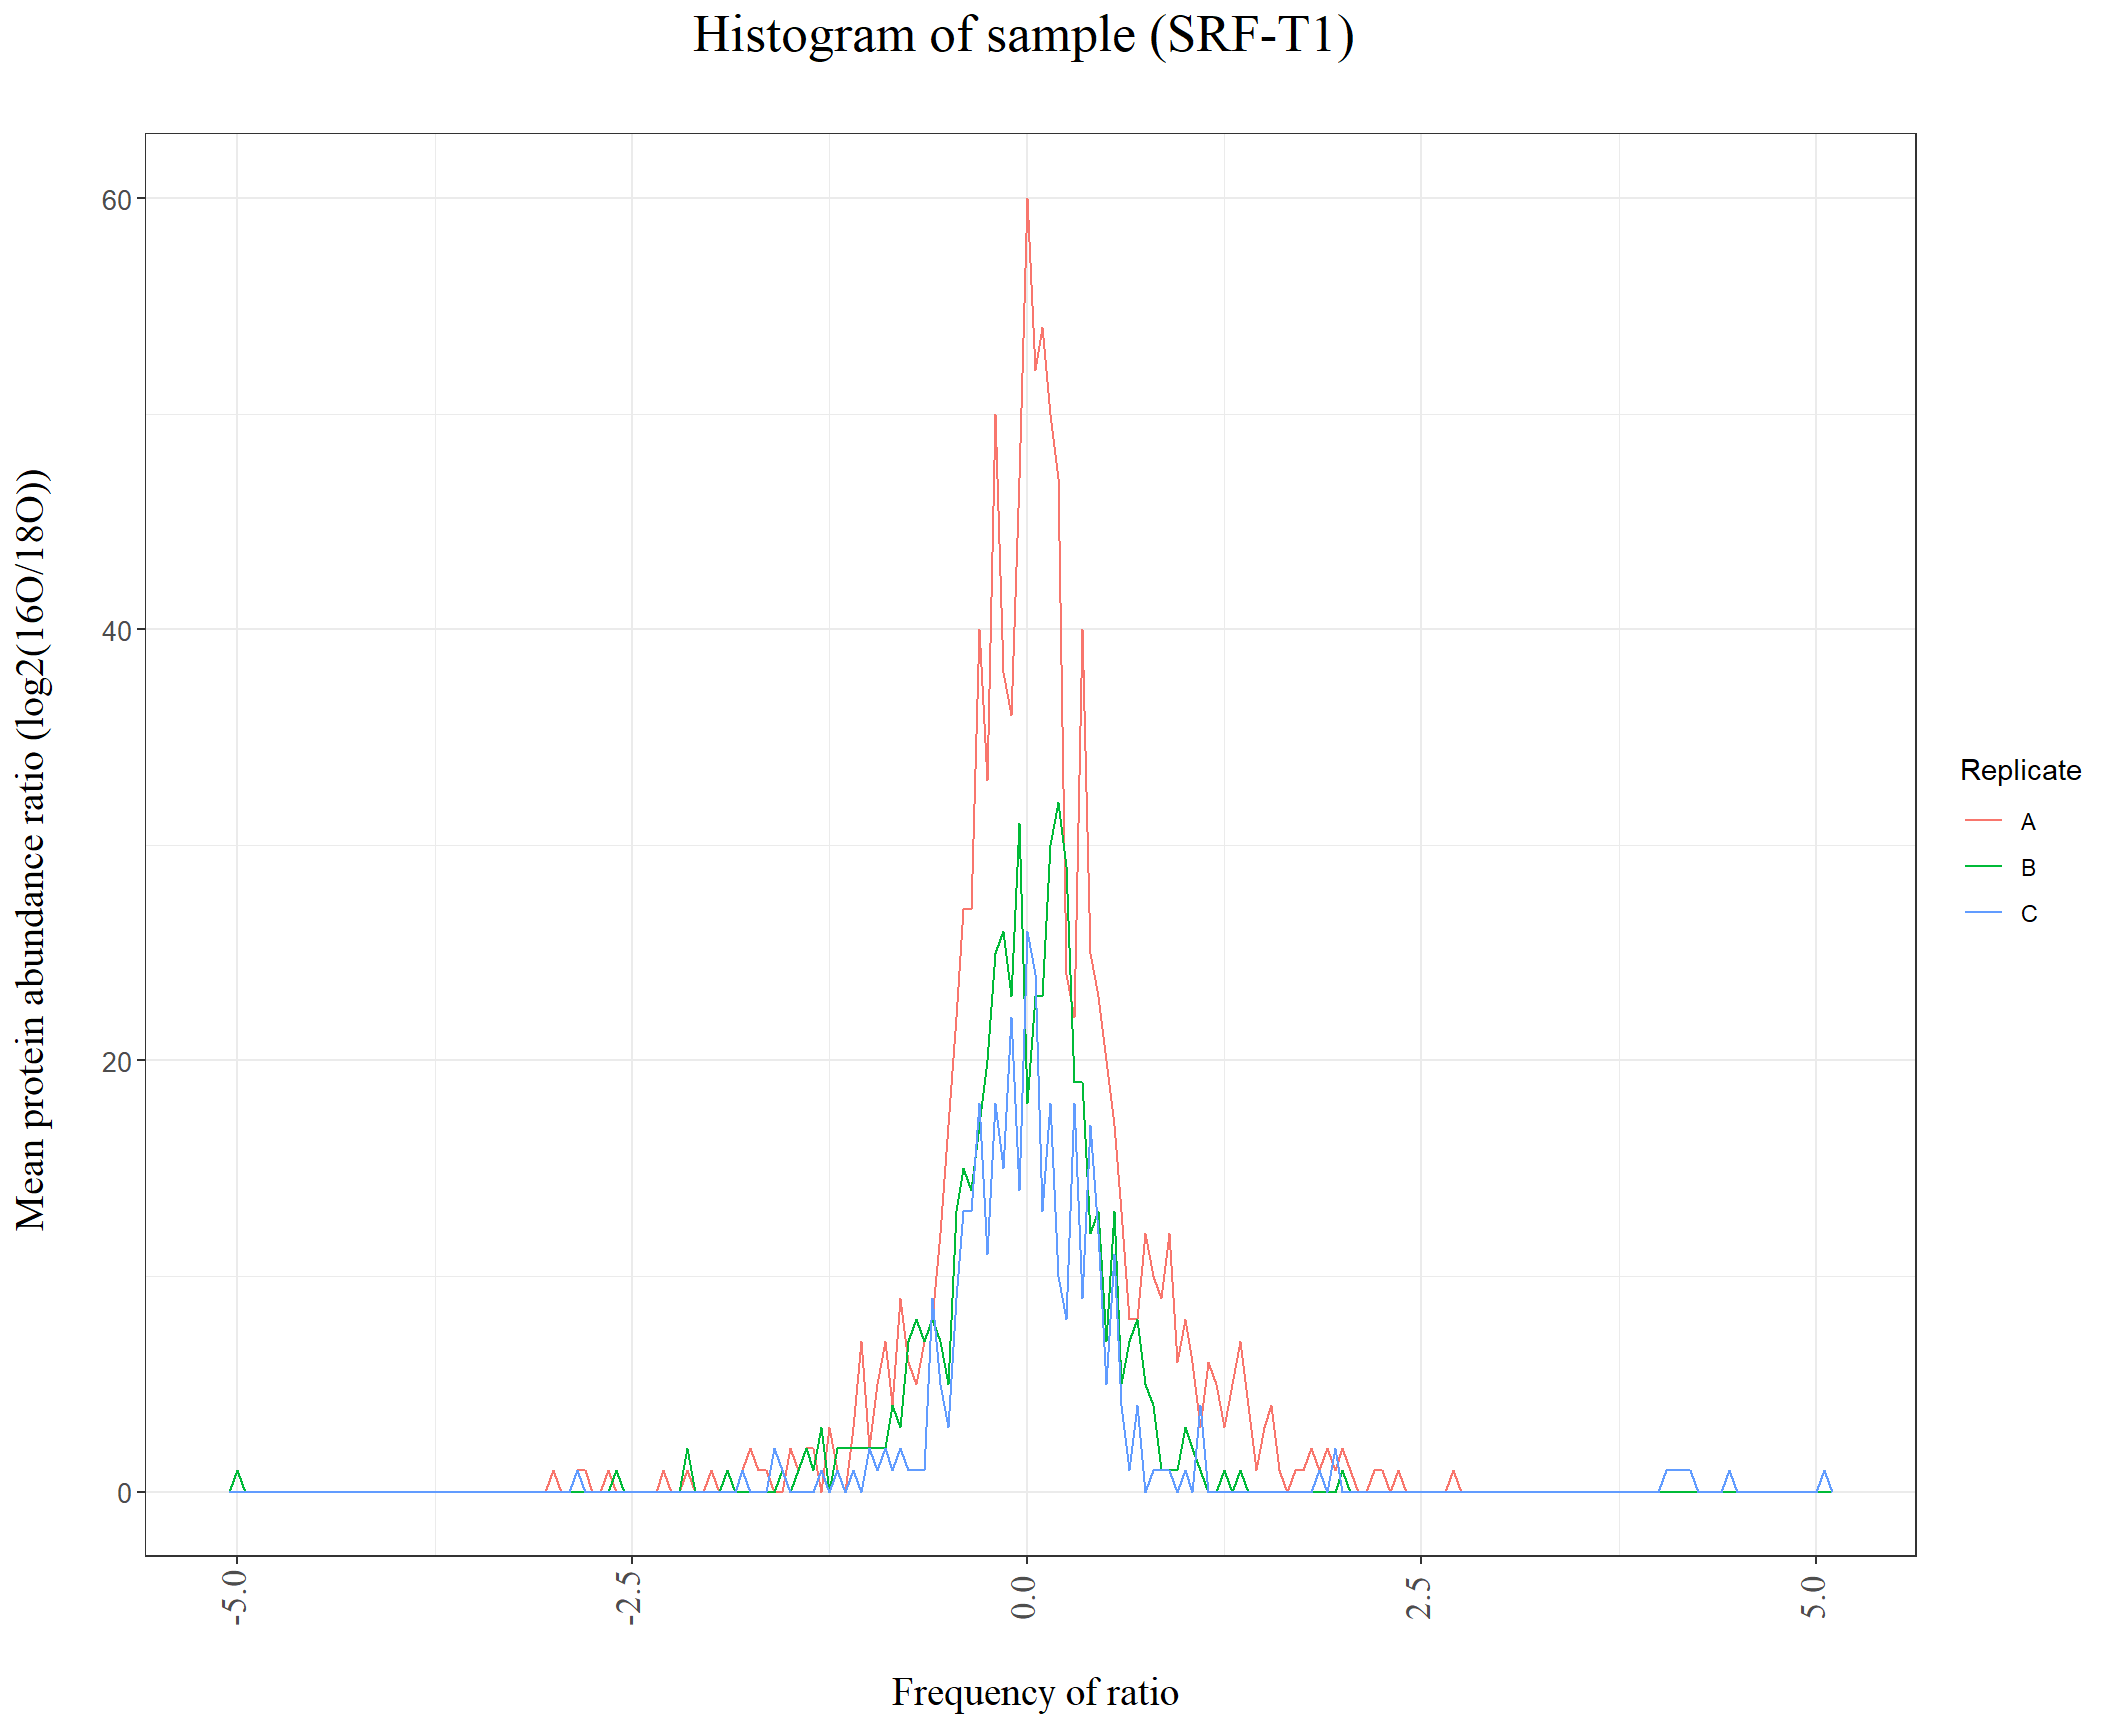 Histogram of sample (SRF-T1)
Mean protein abundance ratio (log2(16O/18O))
60
40
20
0
-5.0
-2.5
0.0
2.5
5.0
Frequency of ratio
Replicate
A
B
C